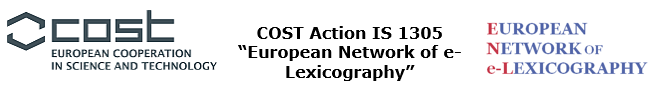 cost
EUROPEAN COOPERATION
IN SCIENCE AND TECHNOLOGY
COST Action IS 1305
“European Network of e-
Lexicography”
EUROPEAN
NETWORK OF
e-LEXICOGRAPHY